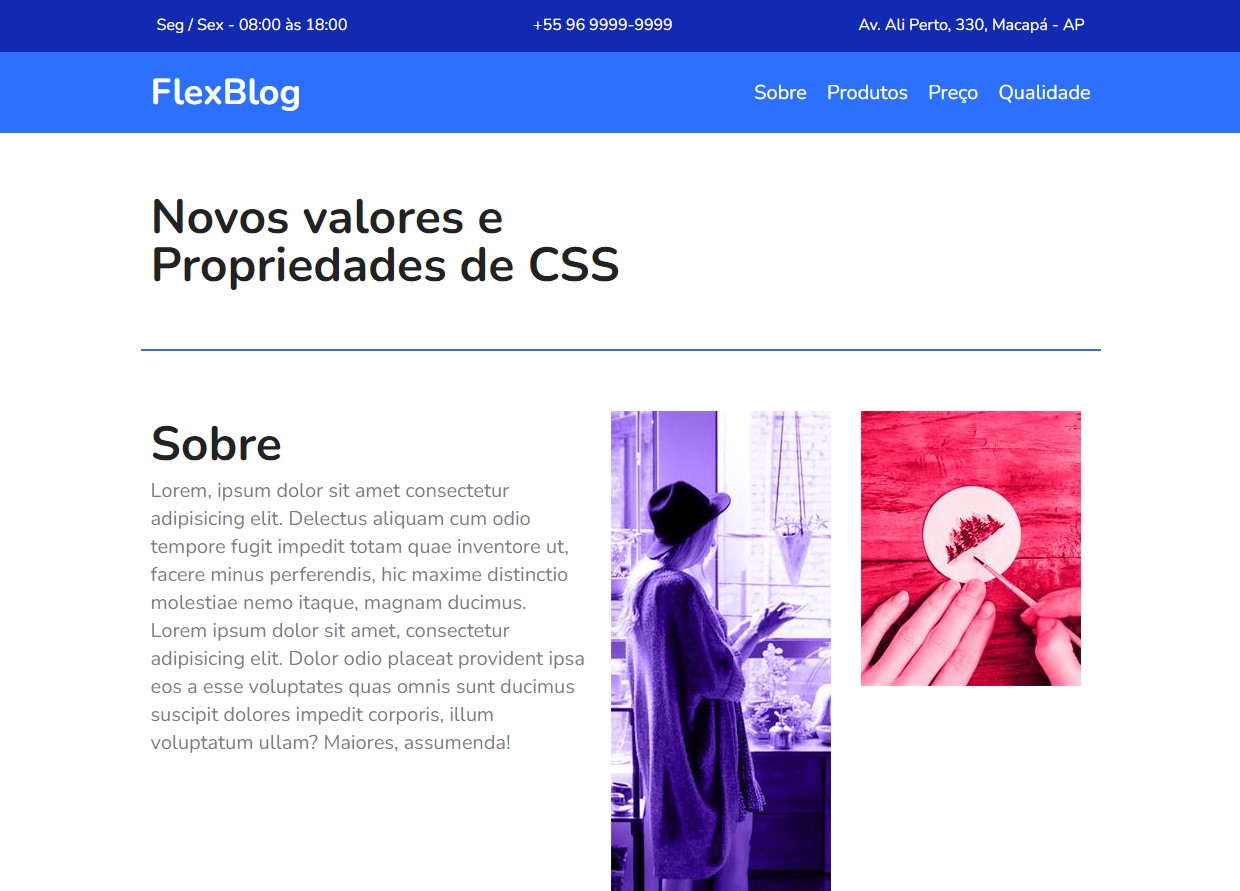 Seg / Sex - 08:00 às 18:00
+55 96 9999-9999
Av. Ali Perto, 330, Macapá - AP
FlexBlog
Sobre
Produtos
Preço
Qualidade
Novos valores e
Propriedades de CSS
Sobre
Lorem, ipsum dolor sit amet consectetur
adipisicing elit. Delectus aliquam cum odio
tempore fugit impedit totam quae inventore ut,
facere minus perferendis, hic maxime distinctio
molestiae nemo itaque, magnam ducimus.
Lorem ipsum dolor sit amet, consectetur
adipisicing elit. Dolor odio placeat provident ipsa
eos a esse voluptates quas omnis sunt ducimus
suscipit dolores impedit corporis, illum
voluptatum ullam? Maiores, assumenda!